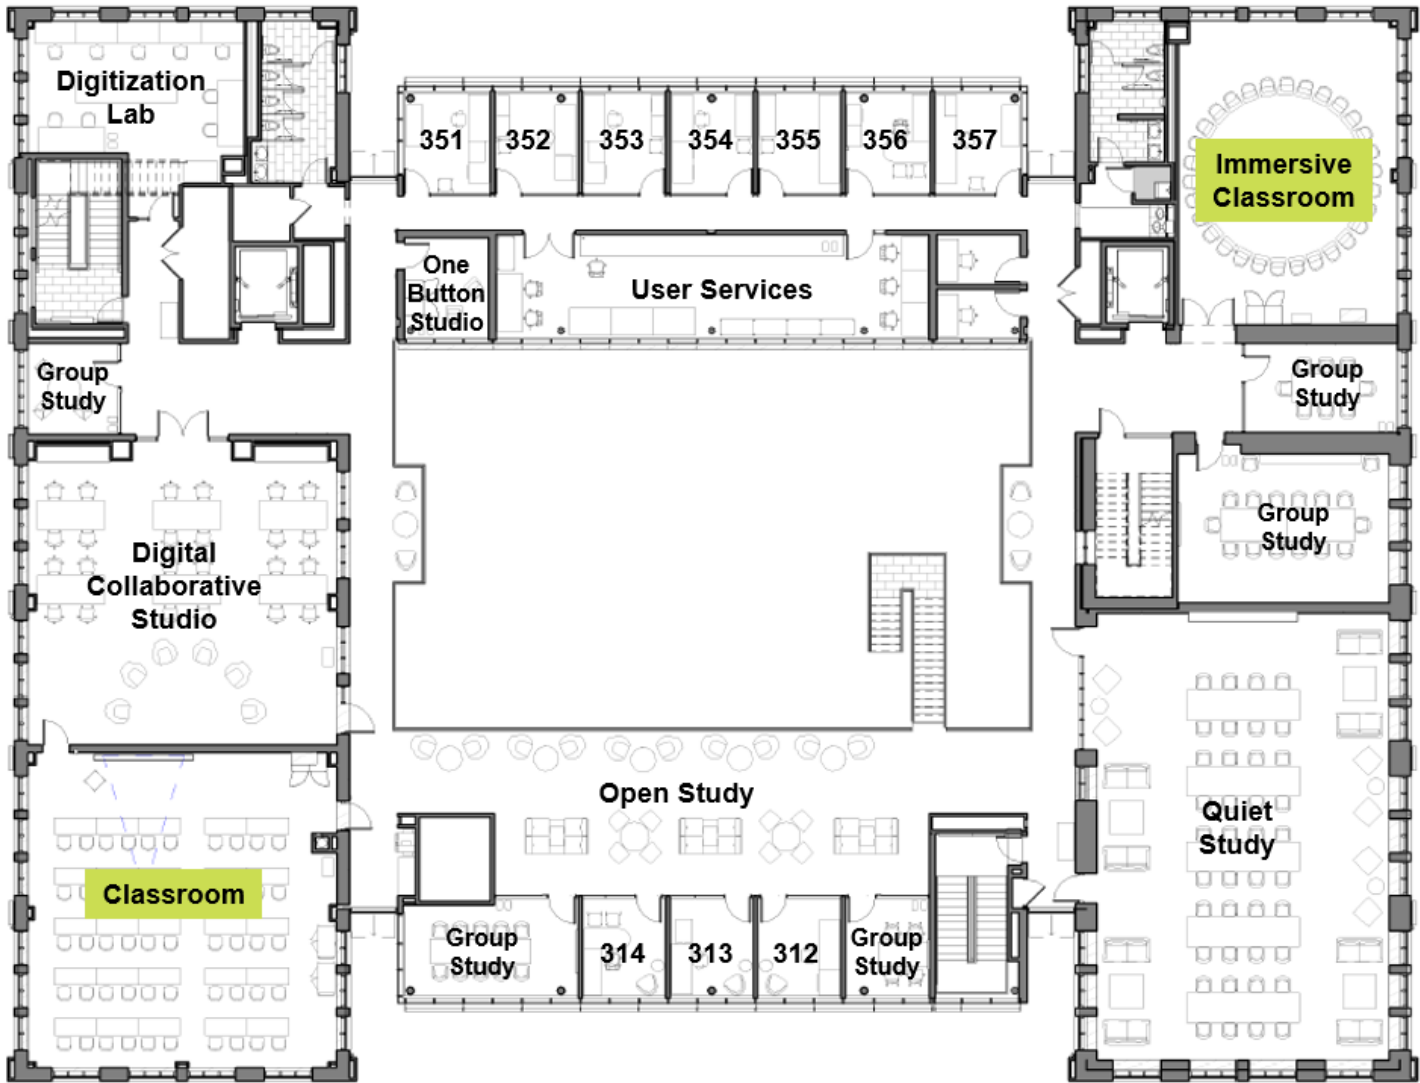 Digitization
Lab
351
352
353
354
355
356
357
Immersive
Classroom
One
Button
Studio
User Services
Group
Study
Group
Study
Group
Study
Digital
Collaborative
Studio
Open Study
Quiet
Study
Classroom
Group
Study
314
313
312
Group
Study